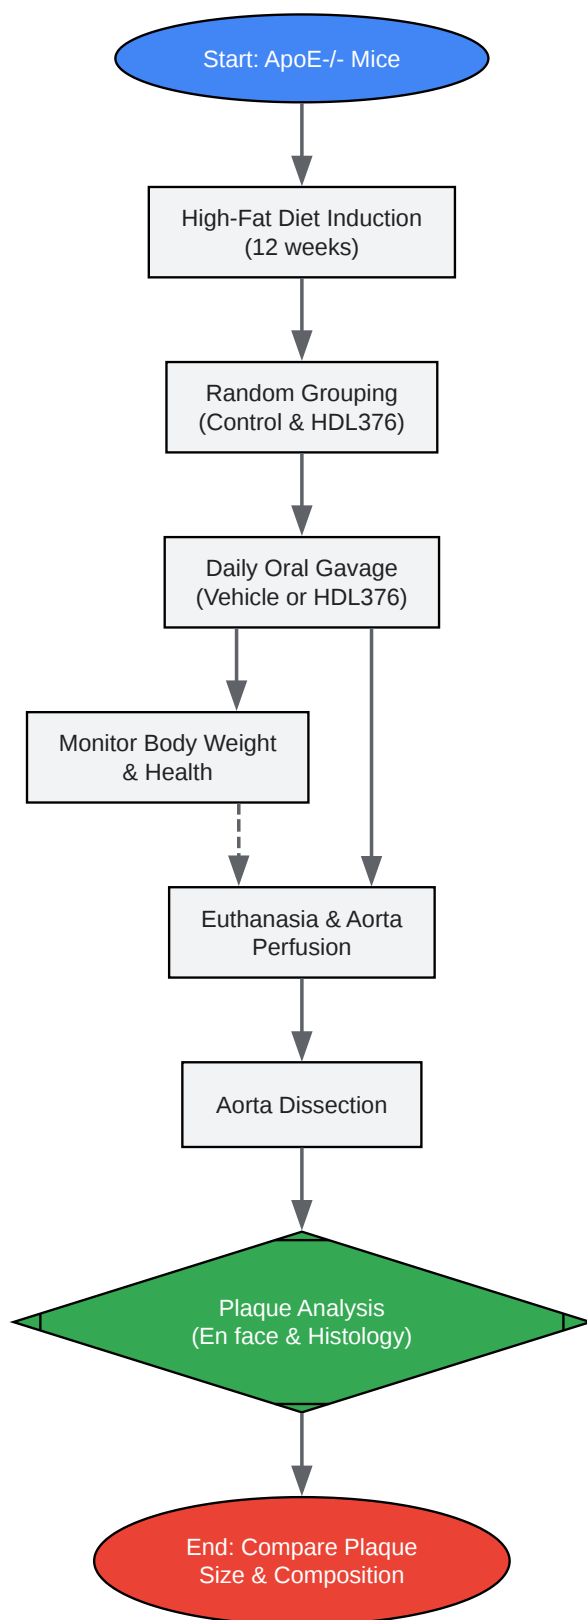 Start: ApoE-/- Mice
High-Fat Diet Induction
(12 weeks)
Random Grouping
(Control & HDL376)
Daily Oral Gavage
(Vehicle or HDL376)
Monitor Body Weight
& Health
Euthanasia & Aorta
Perfusion
Aorta Dissection
Plaque Analysis
(En face & Histology)
End: Compare Plaque
Size & Composition